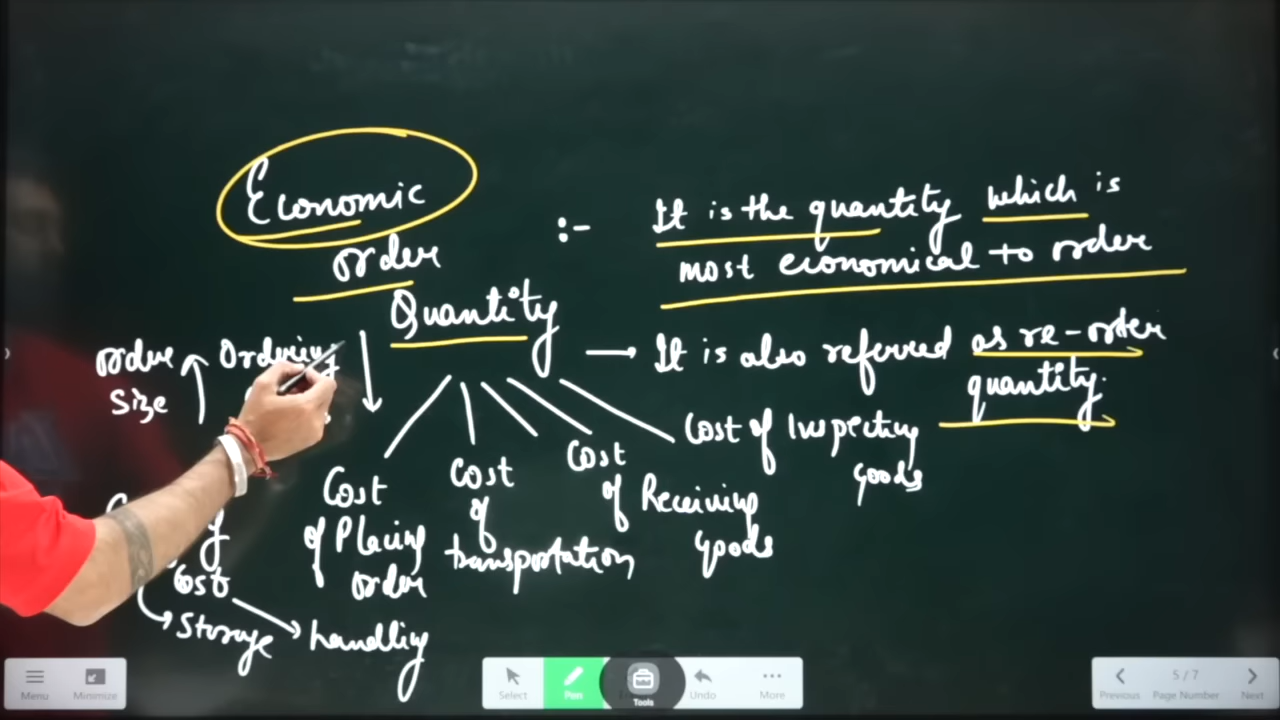 Economic
order
Quantity
:- It is the quantity which is
most economical to order
→ It is also referred as re-order
quantity.
order
Size
↑ Ordering ↓
Cost of Inspecting
goods
Cost
of Placing
order
Cost
of
transportation
Cost
of Receiving
goods
Cost
Storage
handling
Menu
Minimize
Select
Pen
Tools
Undo
More
Previous
5 / 7
Page Number
Next